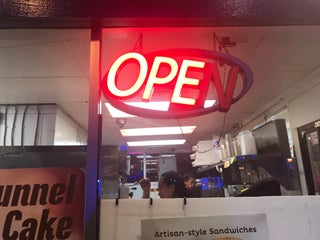 OPEN
unnel
Cake
Artisan-style Sandwiches